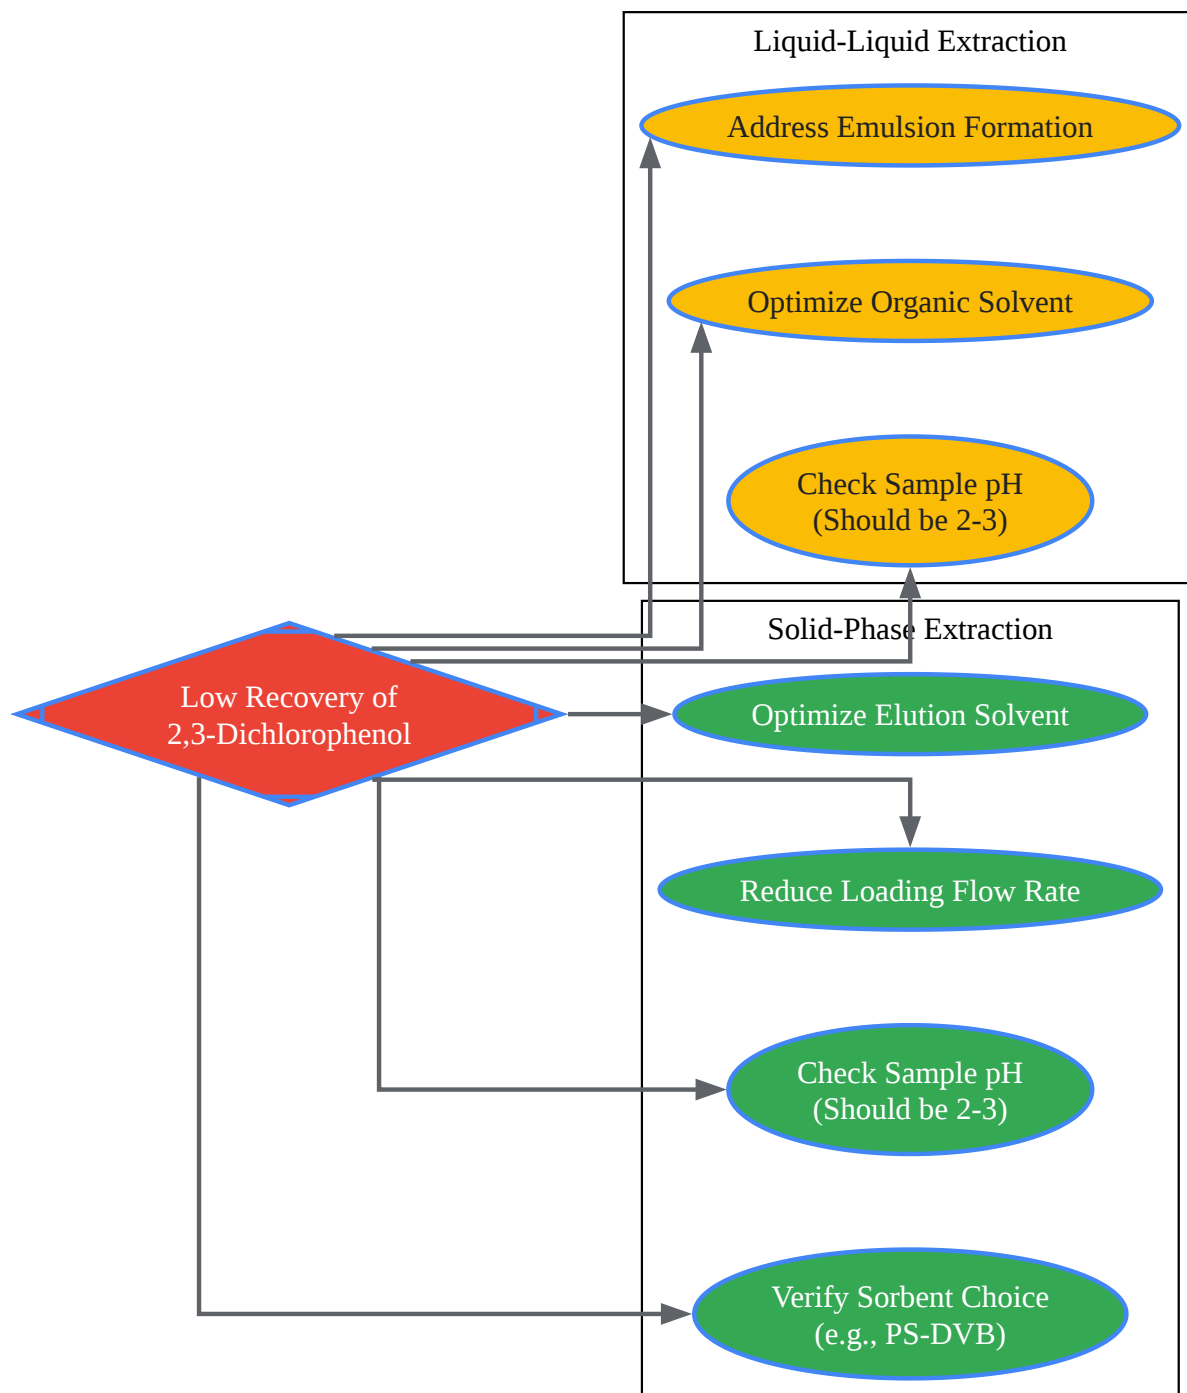 Liquid-Liquid Extraction
Address Emulsion Formation
Optimize Organic Solvent
Check Sample pH
(Should be 2-3)
Solid-Phase Extraction
Low Recovery of
2,3-Dichlorophenol
Optimize Elution Solvent
Reduce Loading Flow Rate
Check Sample pH
(Should be 2-3)
Verify Sorbent Choice
(e.g., PS-DVB)